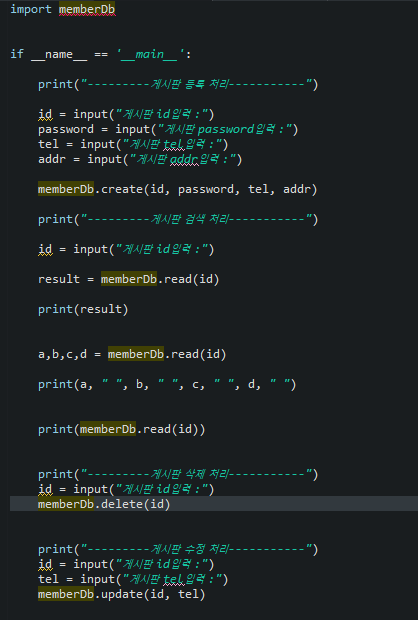 import memberDb
if __name__ == '__main__':
print("---------게시판 등록 처리-----------")
id = input("게시판 id입력 :")
password = input("게시판 password입력 :")
tel = input("게시판 tel입력 :")
addr = input("게시판 addr입력 :")
memberDb.create(id, password, tel, addr)
print("---------게시판 검색 처리-----------")
id = input("게시판 id입력 :")
result = memberDb.read(id)
print(result)
a,b,c,d = memberDb.read(id)
print(a, " ", b, " ", c, " ", d, " ")
print(memberDb.read(id))
print("---------게시판 삭제 처리-----------")
id = input("게시판 id입력 :")
memberDb.delete(id)
print("---------게시판 수정 처리-----------")
id = input("게시판 id입력 :")
tel = input("게시판 tel입력 :")
memberDb.update(id, tel)